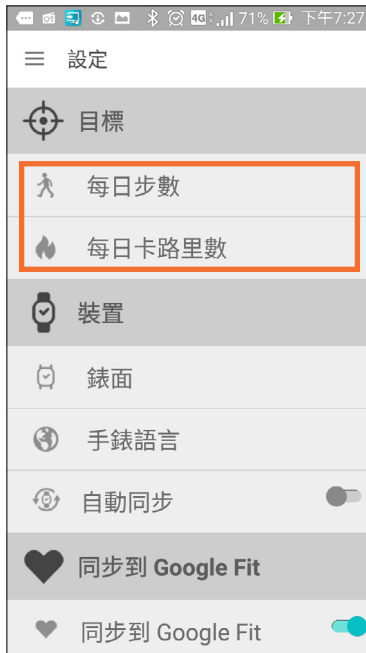 4G 71% 下午7:27
設定
目標
每日步數
每日卡路里數
裝置
錶面
手錶語言
自動同步
同步到 Google Fit
同步到 Google Fit